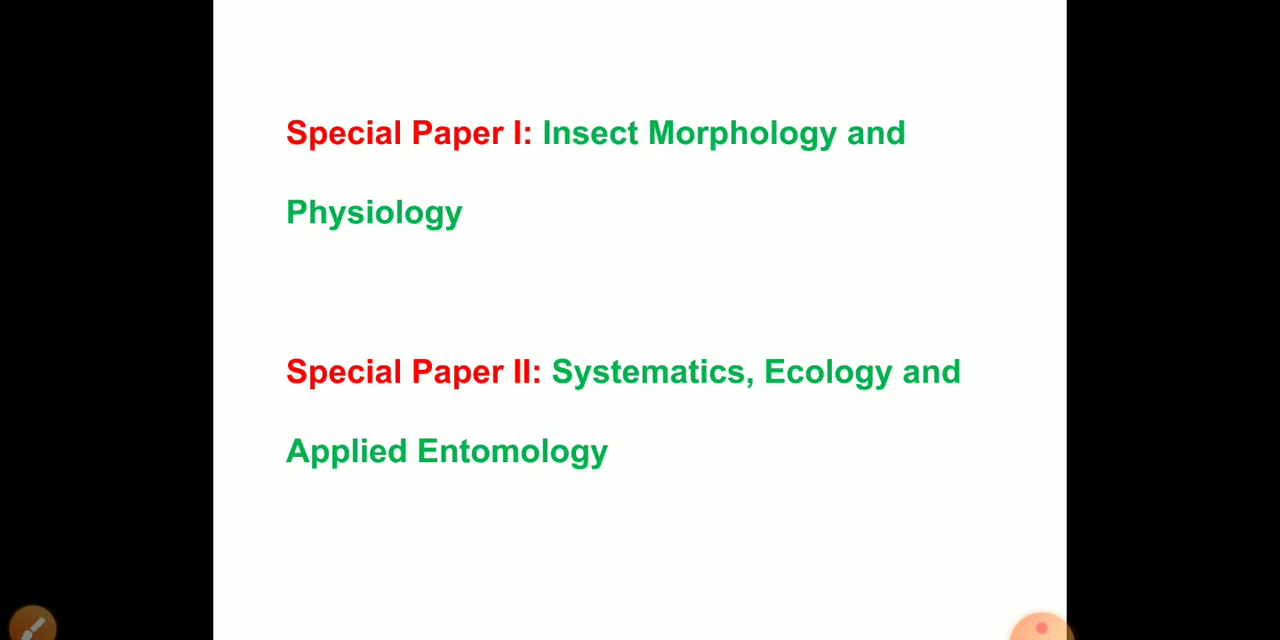 Special Paper I: Insect Morphology and
Physiology
Special Paper II: Systematics, Ecology and
Applied Entomology